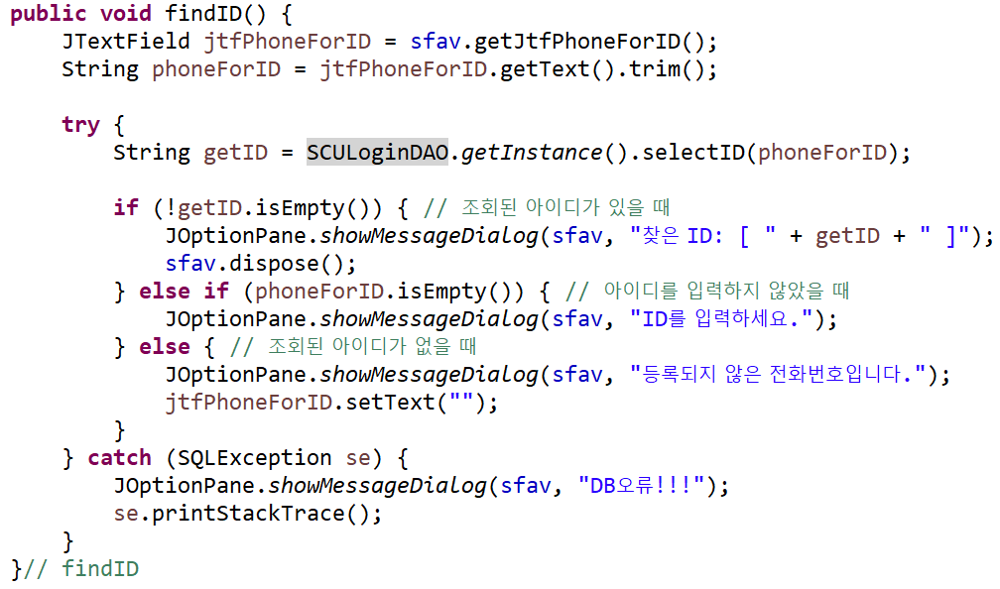 public void findID() {
    JTextField jtfPhoneForID = sfav.getJtfPhoneForID();
    String phoneForID = jtfPhoneForID.getText().trim();

    try {
        String getID = SCULoginDAO.getInstance().selectID(phoneForID);

        if (!getID.isEmpty()) { // 조회된 아이디가 있을 때
            JOptionPane.showMessageDialog(sfav, "찾은 ID: [ " + getID + " ]");
            sfav.dispose();
        } else if (phoneForID.isEmpty()) { // 아이디를 입력하지 않았을 때
            JOptionPane.showMessageDialog(sfav, "ID를 입력하세요.");
        } else { // 조회된 아이디가 없을 때
            JOptionPane.showMessageDialog(sfav, "등록되지 않은 전화번호입니다.");
            jtfPhoneForID.setText("");
        }
    } catch (SQLException se) {
        JOptionPane.showMessageDialog(sfav, "DB오류!!!");
        se.printStackTrace();
    }
}// findID